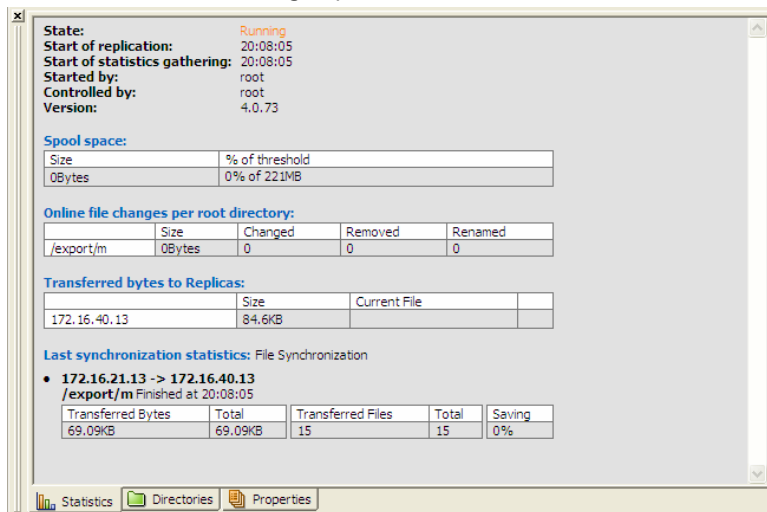 State: Running
Start of replication: 20:08:05
Start of statistics gathering: 20:08:05
Started by: root
Controlled by: root
Version: 4.0.73
Spool space:
Size % of threshold
0Bytes 0% of 221MB
Online file changes per root directory:
Size Changed Removed Renamed
/export/m 0Bytes 0 0 0
Transferred bytes to Replicas:
Size Current File
172.16.40.13 84.6KB
Last synchronization statistics: File Synchronization
• 172.16.21.13 -> 172.16.40.13
/export/m Finished at 20:08:05
Transferred Bytes Total Transferred Files Total Saving
69.09KB 69.09KB 15 15 0%
Statistics Directories Properties